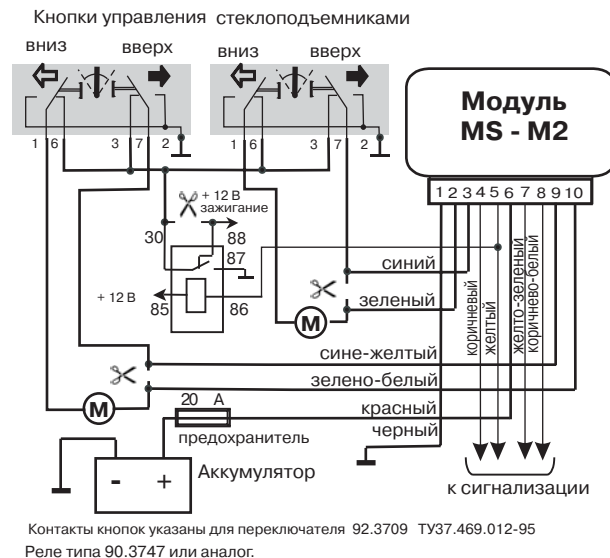 Кнопки управления стеклоподъемниками
вниз вверх вниз вверх
1 6 3 7 2 1 6 3 7 2
Модуль
MS - M2
1 2 3 4 5 6 7 8 9 10
+ 12 В
зажигание
30 88
87
+ 12 В
85 86
синий
зеленый
коричневый
желтый
желто-зеленый
коричнево-белый
M
сине-желтый
зелено-белый
M
20 А
предохранитель
красный
черный
- +
Аккумулятор
к сигнализации
Контакты кнопок указаны для переключателя 92.3709 ТУ37.469.012-95
Реле типа 90.3747 или аналог.